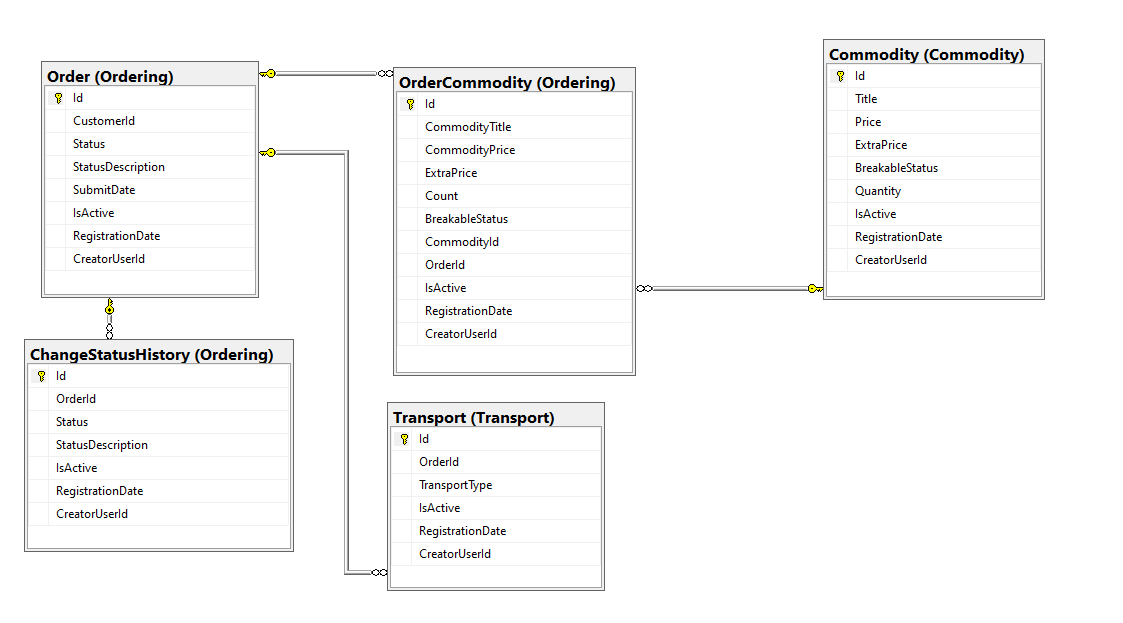 Order (Ordering)
Id
CustomerId
Status
StatusDescription
SubmitDate
IsActive
RegistrationDate
CreatorUserId
OrderCommodity (Ordering)
Id
CommodityTitle
CommodityPrice
ExtraPrice
Count
BreakableStatus
CommodityId
OrderId
IsActive
RegistrationDate
CreatorUserId
Commodity (Commodity)
Id
Title
Price
ExtraPrice
BreakableStatus
Quantity
IsActive
RegistrationDate
CreatorUserId
ChangeStatusHistory (Ordering)
Id
OrderId
Status
StatusDescription
IsActive
RegistrationDate
CreatorUserId
Transport (Transport)
Id
OrderId
TransportType
IsActive
RegistrationDate
CreatorUserId